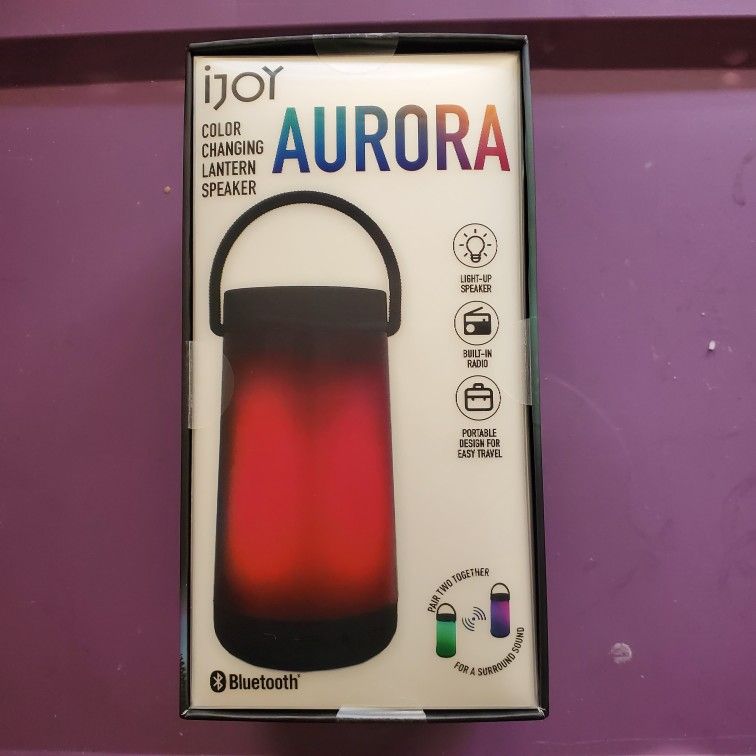 iJOY
AURORA
COLOR
CHANGING
LANTERN
SPEAKER
LIGHT-UP
SPEAKER
BUILT-IN
RADIO
PORTABLE
DESIGN FOR
EASY TRAVEL
PAIR TWO TOGETHER
FOR A SURROUND SOUND
Bluetooth®